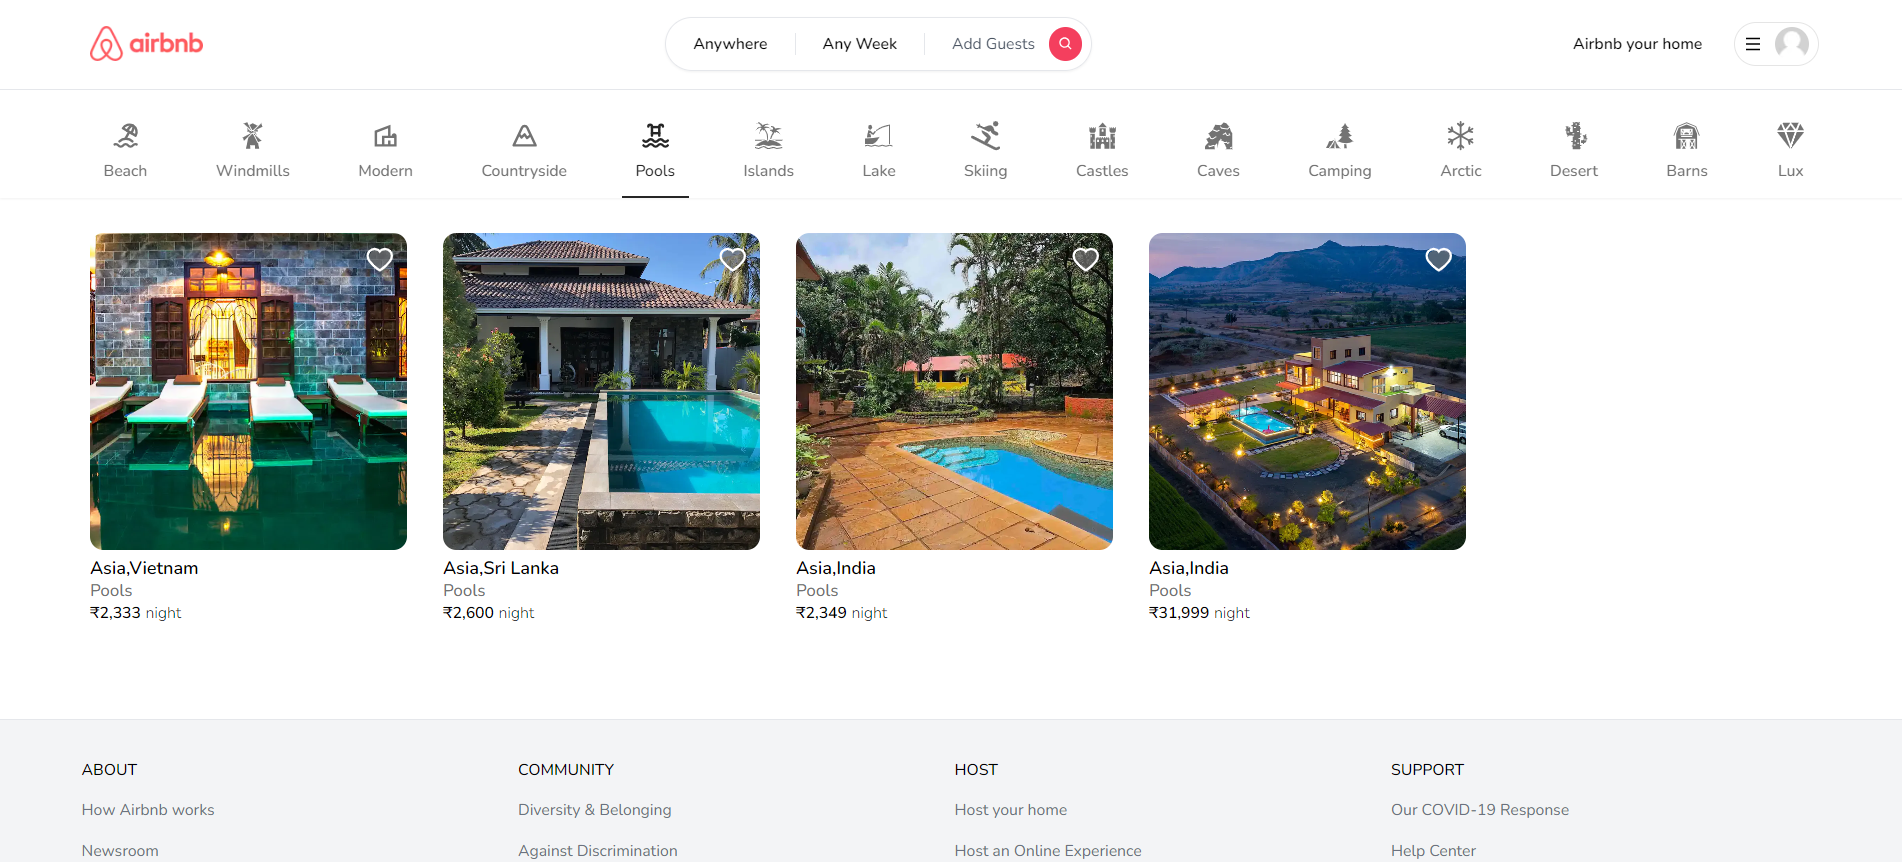 airbnb
Anywhere
Any Week
Add Guests
Airbnb your home
Beach
Windmills
Modern
Countryside
Pools
Islands
Lake
Skiing
Castles
Caves
Camping
Arctic
Desert
Barns
Lux
Asia,Vietnam
Pools
₹2,333 night
Asia,Sri Lanka
Pools
₹2,600 night
Asia,India
Pools
₹2,349 night
Asia,India
Pools
₹31,999 night
ABOUT
How Airbnb works
Newsroom
COMMUNITY
Diversity & Belonging
Against Discrimination
HOST
Host your home
Host an Online Experience
SUPPORT
Our COVID-19 Response
Help Center